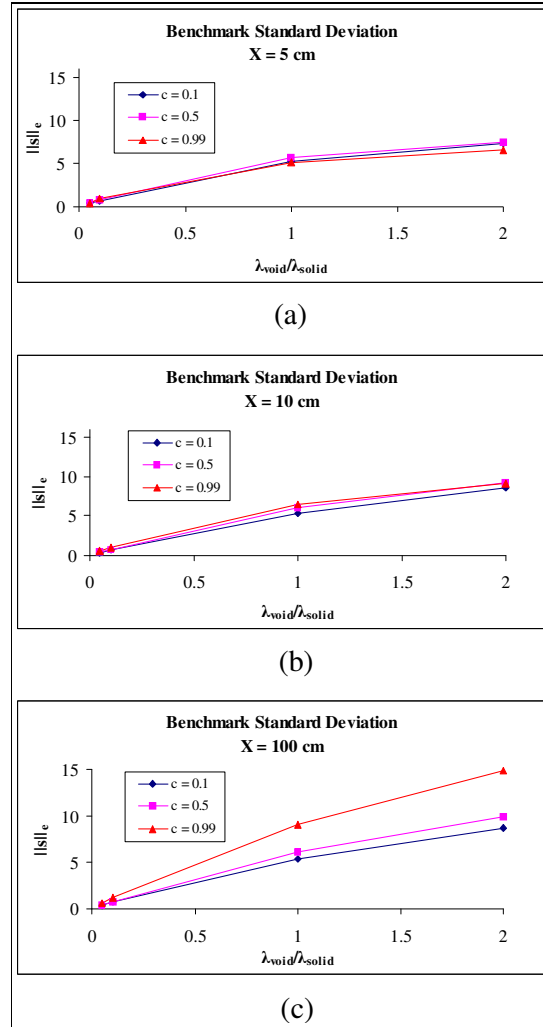 Benchmark Standard Deviation
X = 5 cm
15
10
5
0
||s||e
c = 0.1
c = 0.5
c = 0.99
0
0.5
1
1.5
2
λvoid/λsolid
(a)
Benchmark Standard Deviation
X = 10 cm
15
10
5
0
||s||e
c = 0.1
c = 0.5
c = 0.99
0
0.5
1
1.5
2
λvoid/λsolid
(b)
Benchmark Standard Deviation
X = 100 cm
15
10
5
0
||s||e
c = 0.1
c = 0.5
c = 0.99
0
0.5
1
1.5
2
λvoid/λsolid
(c)